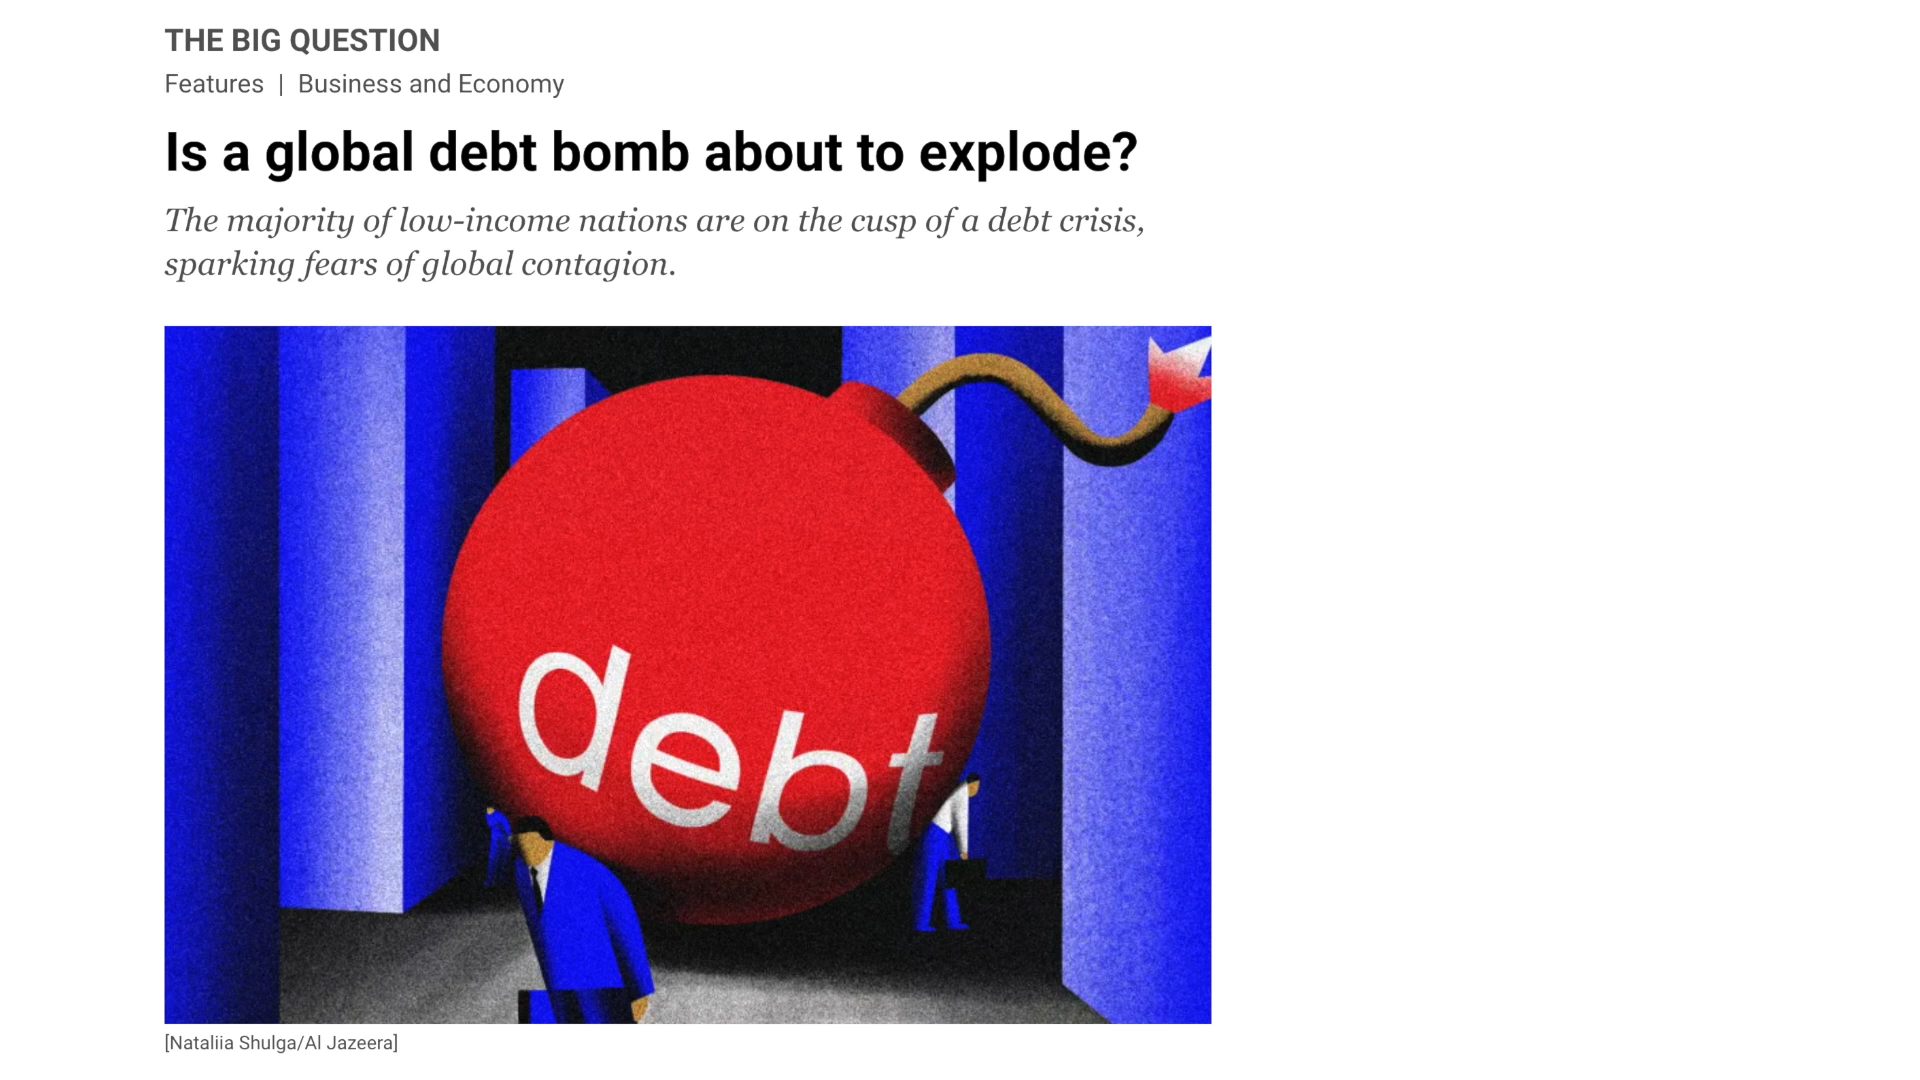 THE BIG QUESTION
Features | Business and Economy
Is a global debt bomb about to explode?
The majority of low-income nations are on the cusp of a debt crisis,
sparking fears of global contagion.
debt
[Nataliia Shulga/Al Jazeera]